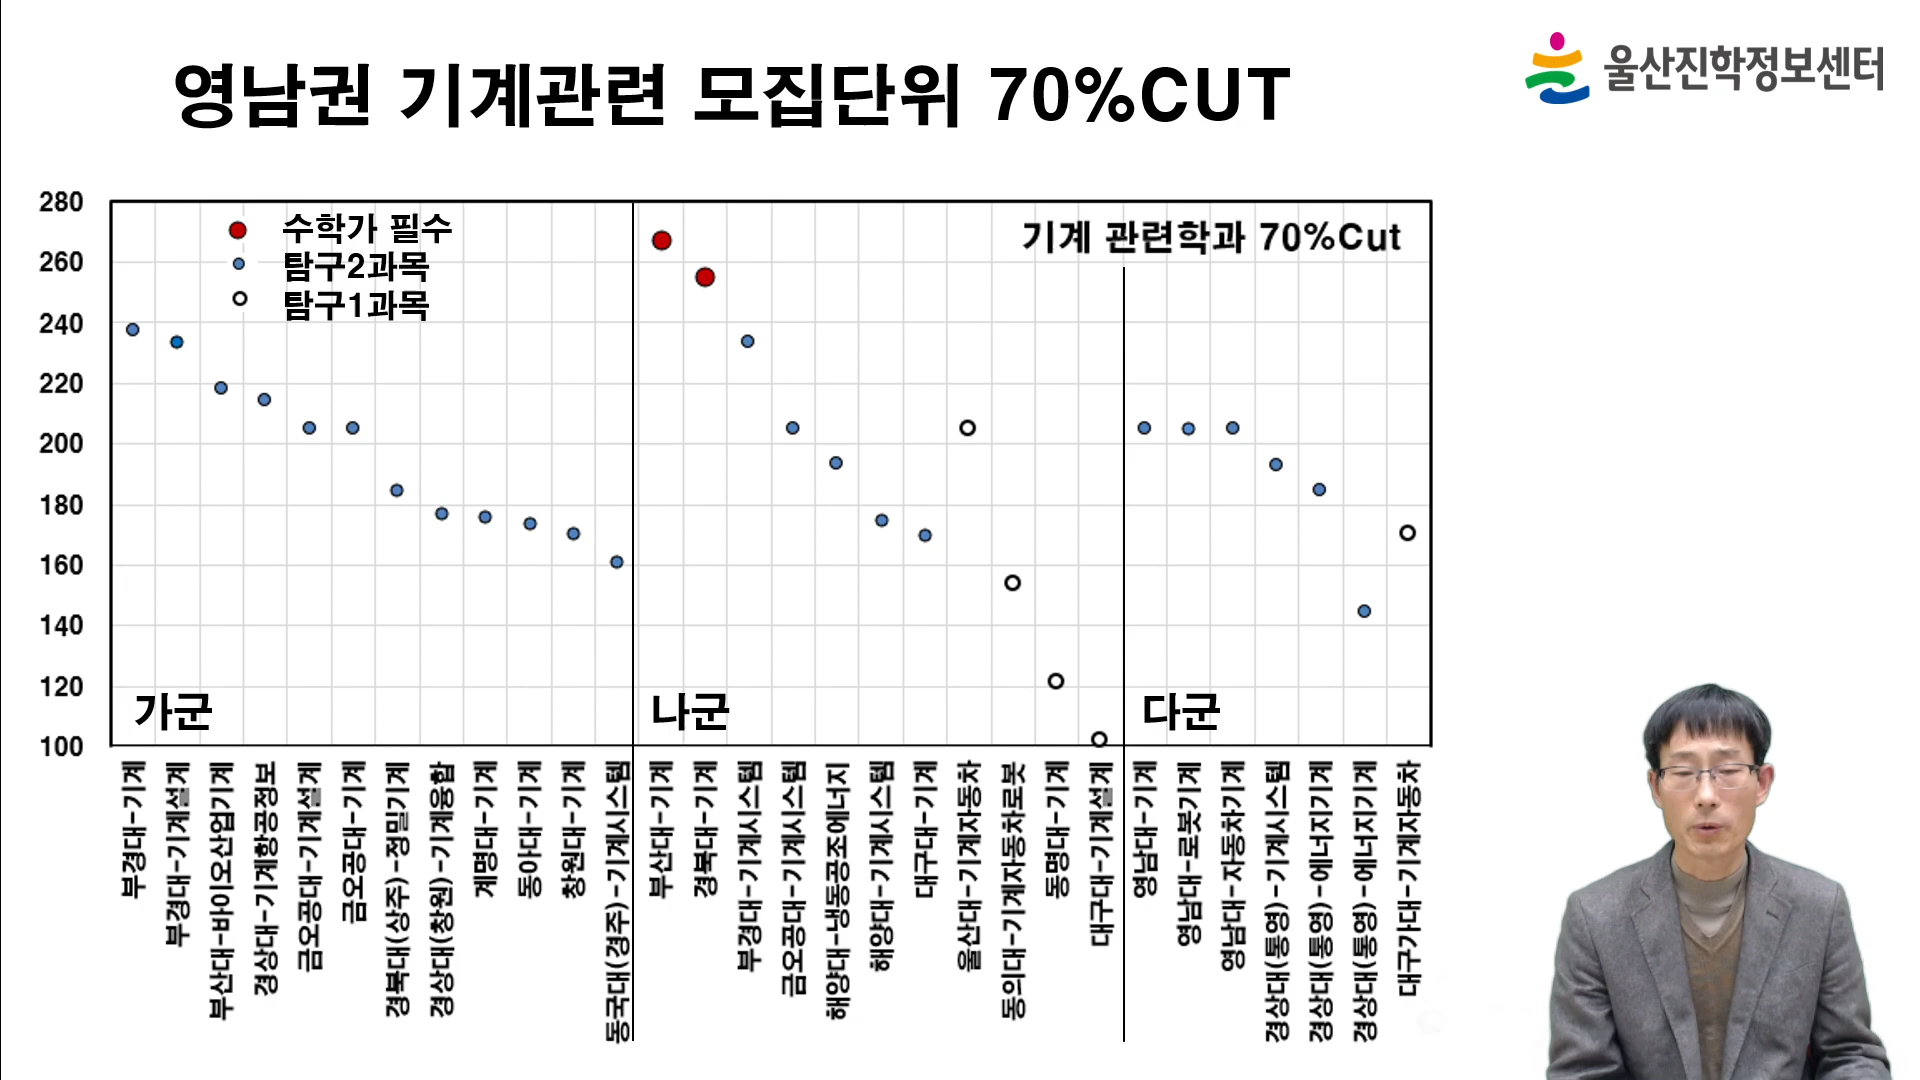 영남권 기계관련 모집단위 70%CUT
울산진학정보센터
280
260
240
220
200
180
160
140
120
100
수학가 필수
탐구2과목
탐구1과목
기계 관련학과 70%Cut
가군
나군
다군
부경대-기계
부경대-기계설계
부산대-바이오산업기계
경상대-기계항공정보
금오공대-기계설계
금오공대-기계
경북대(상주)-정밀기계
경상대(창원)-기계융합
계명대-기계
동아대-기계
창원대-기계
동국대(경주)-기계시스템
부산대-기계
경북대-기계
부경대-기계시스템
금오공대-기계시스템
해양대-냉동공조에너지
해양대-기계시스템
대구대-기계
울산대-기계자동차
동의대-기계자동차로봇
동명대-기계
대구대-기계설계
영남대-기계
영남대-로봇기계
영남대-자동차기계
경상대(통영)-기계시스템
경상대(통영)-에너지기계
경상대(통영)-에너지기계
대구가대-기계자동차